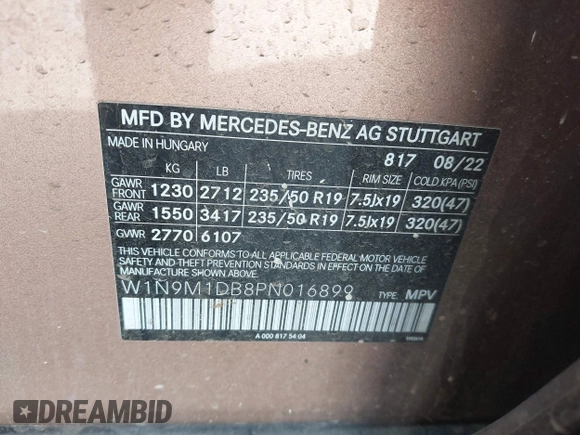 MFD BY MERCEDES-BENZ AG STUTTGART
MADE IN HUNGARY 817 08/22
KG LB TIRES RIM SIZE COLD KPA(PSI)
GAWR FRONT 1230 2712 235/50 R19 7.5Jx19 320(47)
GAWR REAR 1550 3417 235/50 R19 7.5Jx19 320(47)
GVWR 2770 6107
THIS VEHICLE CONFORMS TO ALL APPLICABLE FEDERAL MOTOR VEHICLE
SAFETY AND THEFT PREVENTION STANDARDS IN EFFECT ON THE DATE
OF MANUFACTURE SHOWN ABOVE.
W1N9M1DB8PN016899 TYPE: MPV
A 000 817 54 04
DREAMBID